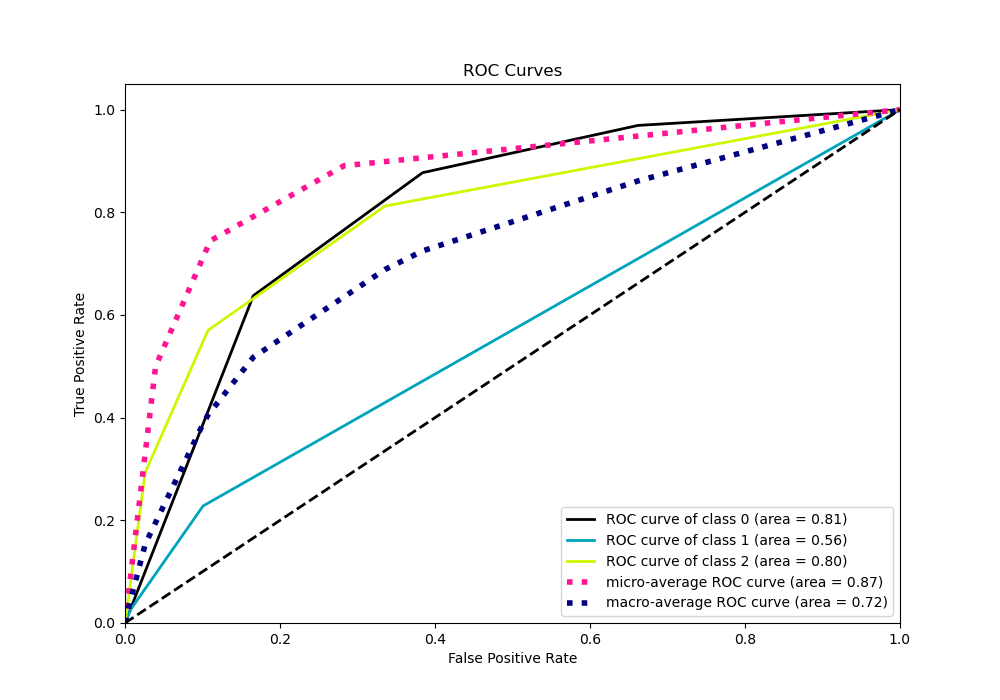 ROC Curves
1.0
0.8
0.6
0.4
0.2
0.0
True Positive Rate
0.0 0.2 0.4 0.6 0.8 1.0
False Positive Rate
ROC curve of class 0 (area = 0.81)
ROC curve of class 1 (area = 0.56)
ROC curve of class 2 (area = 0.80)
micro-average ROC curve (area = 0.87)
macro-average ROC curve (area = 0.72)